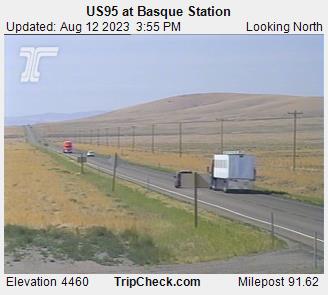 US95 at Basque Station
Updated: Aug 12 2023 3:55 PM Looking North
Elevation 4460 TripCheck.com Milepost 91.62